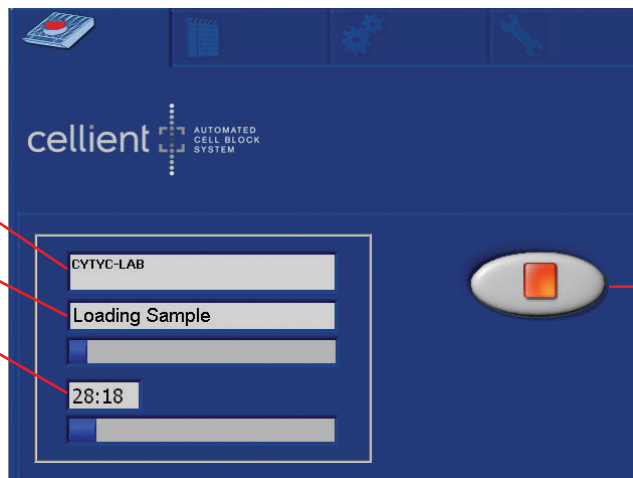 cellient
AUTOMATED
CELL BLOCK
SYSTEM
CYTYC-LAB
Loading Sample
28:18